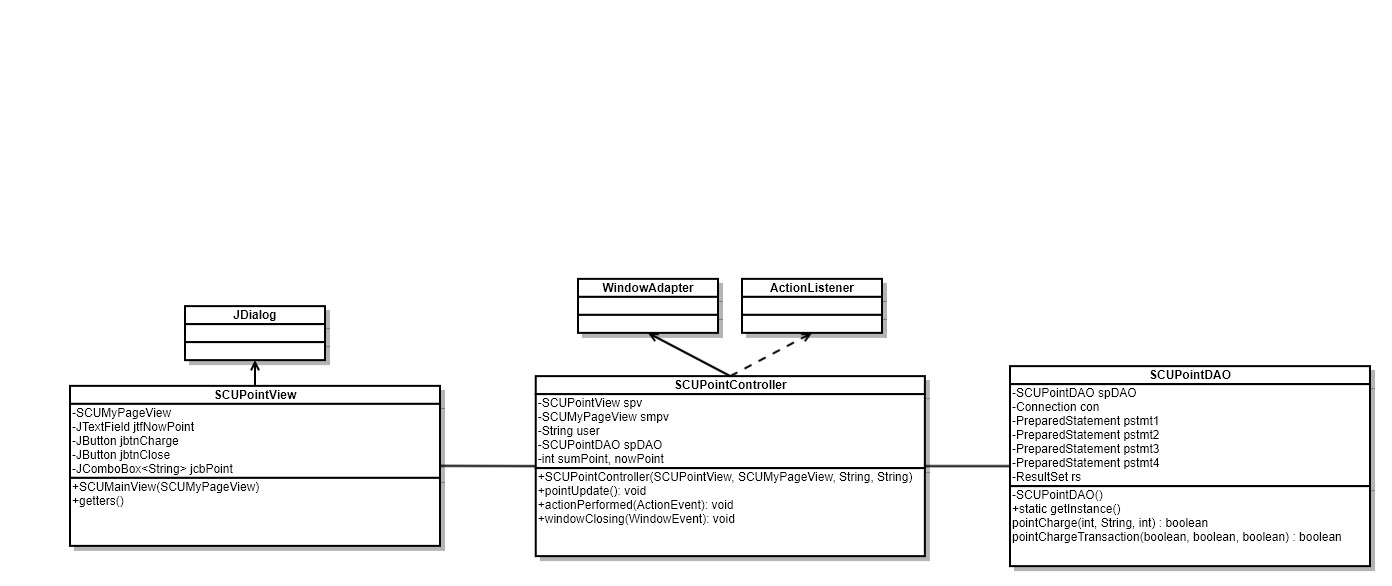 JDialog
SCUPointView
-SCUMyPageView
-JTextField jtfNowPoint
-JButton jbtnCharge
-JButton jbtnClose
-JComboBox<String> jcbPoint
+SCUMainView(SCUMyPageView)
+getters()
WindowAdapter
ActionListener
SCUPointController
-SCUPointView spv
-SCUMyPageView smpv
-String user
-SCUPointDAO spDAO
-int sumPoint, nowPoint
+SCUPointController(SCUPointView, SCUMyPageView, String, String)
+pointUpdate(): void
+actionPerformed(ActionEvent): void
+windowClosing(WindowEvent): void
SCUPointDAO
-SCUPointDAO spDAO
-Connection con
-PreparedStatement pstmt1
-PreparedStatement pstmt2
-PreparedStatement pstmt3
-PreparedStatement pstmt4
-ResultSet rs
-SCUPointDAO()
+static getInstance()
pointCharge(int, String, int) : boolean
pointChargeTransaction(boolean, boolean, boolean) : boolean